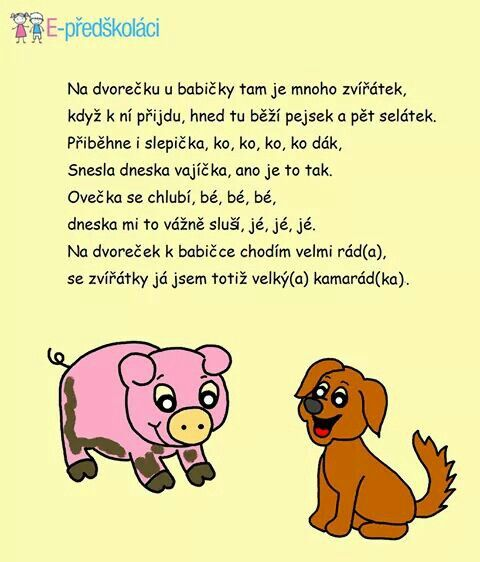 E-předškoláci
Na dvorečku u babičky tam je mnoho zvířátek,
když k ní přijdu, hned tu běží pejsek a pět selátek.
Přiběhne i slepička, ko, ko, ko, ko dák,
Snesla dneska vajíčka, ano je to tak.
Ovečka se chlubí, bé, bé, bé,
dneska mi to vážně sluší, jé, jé, jé.
Na dvoreček k babičce chodím velmi rád(a),
se zvířátky já jsem totiž velký(a) kamarád(ka).